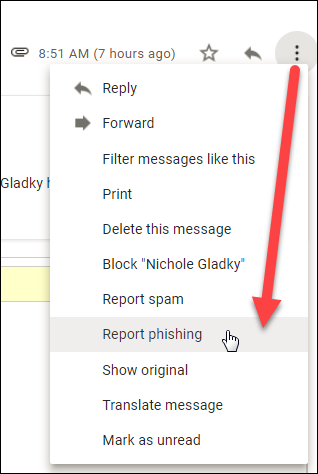 8:51 AM (7 hours ago)
Reply
Forward
Filter messages like this
Gladky h
Print
Delete this message
Block "Nichole Gladky"
Report spam
Report phishing
Show original
Translate message
Mark as unread